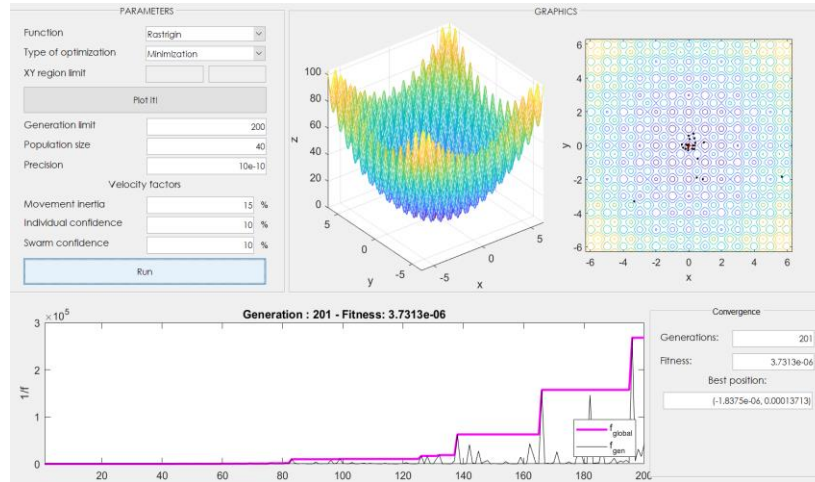 PARAMETERS
Function Rastrigin
Type of optimization Minimization
XY region limit
Plot it!
Generation limit 200
Population size 40
Precision 10e-10
Velocity factors
Movement inertia 15 %
Individual confidence 10 %
Swarm confidence 10 %
Run
GRAPHICS
100
80
60
40
20
0
z
5
0
-5
y
-5
0
5
x
6
4
2
0
-2
-4
-6
y
-6 -4 -2 0 2 4 6
x
Generation : 201 - Fitness: 3.7313e-06
×10^5
3
2
1
0
1/f
f_global
f_gen
20 40 60 80 100 120 140 160 180 200
Convergence
Generations: 201
Fitness: 3.7313e-06
Best position:
(-1.8375e-06, 0.00013713)